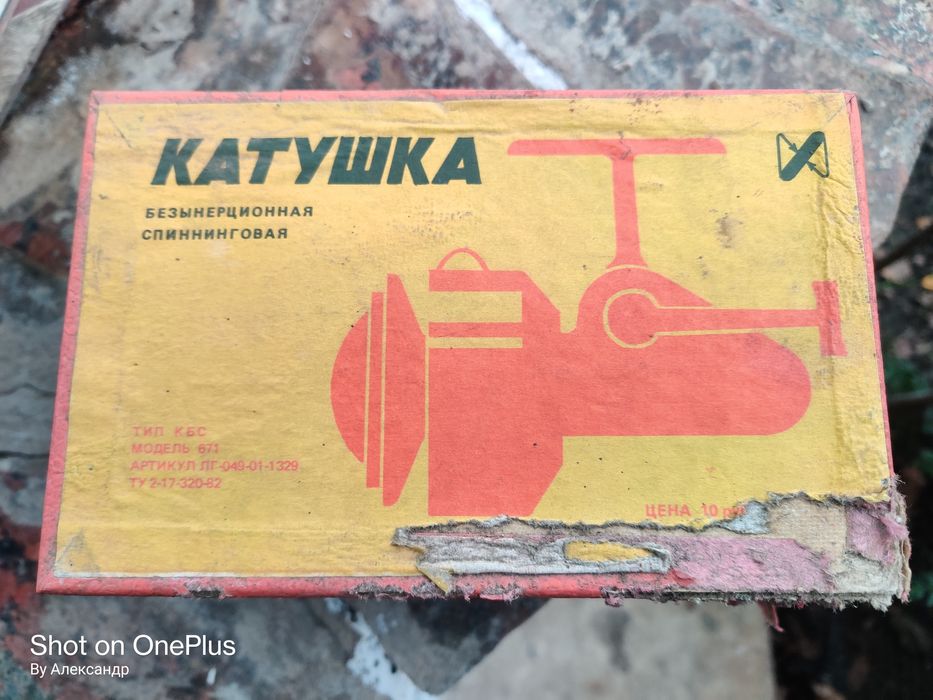 КАТУШКА
БЕЗЫНЕРЦИОННАЯ
СПИННИНГОВАЯ
ТИП КБС
МОДЕЛЬ 671
АРТИКУЛ ЛГ-049-01-1329
ТУ 2-17-320-82
ЦЕНА 10
Shot on OnePlus
By Александр